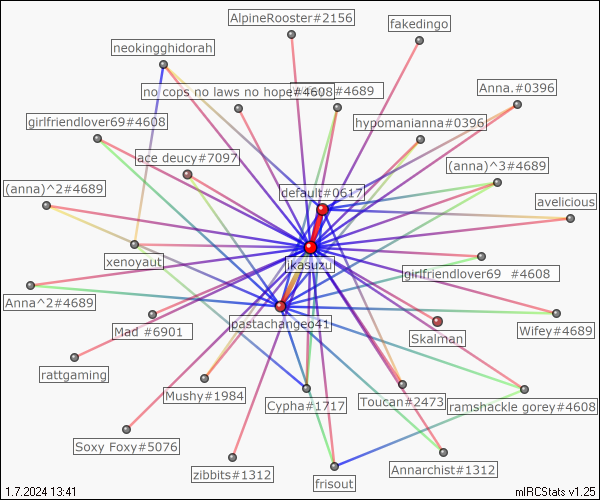 AlpineRooster#2156
fakedingo
neokingghidorah
no cops no laws no hope#4608
#4689
Anna.#0396
girlfriendlover69#4608
hypomanianna#0396
ace deucy#7097
(anna)^3#4689
(anna)^2#4689
default#0617
avelicious
xenoyaut
ikasuzu
girlfriendlover69 #4608
Anna^2#4689
pastachangeo41
Mad #6901
Skalman
Wifey#4689
rattgaming
Mushy#1984
Cypha#1717
Toucan#2473
ramshackle gorey#4608
Soxy Foxy#5076
zibbits#1312
frisout
Annarchist#1312
1.7.2024 13:41
mIRCStats v1.25